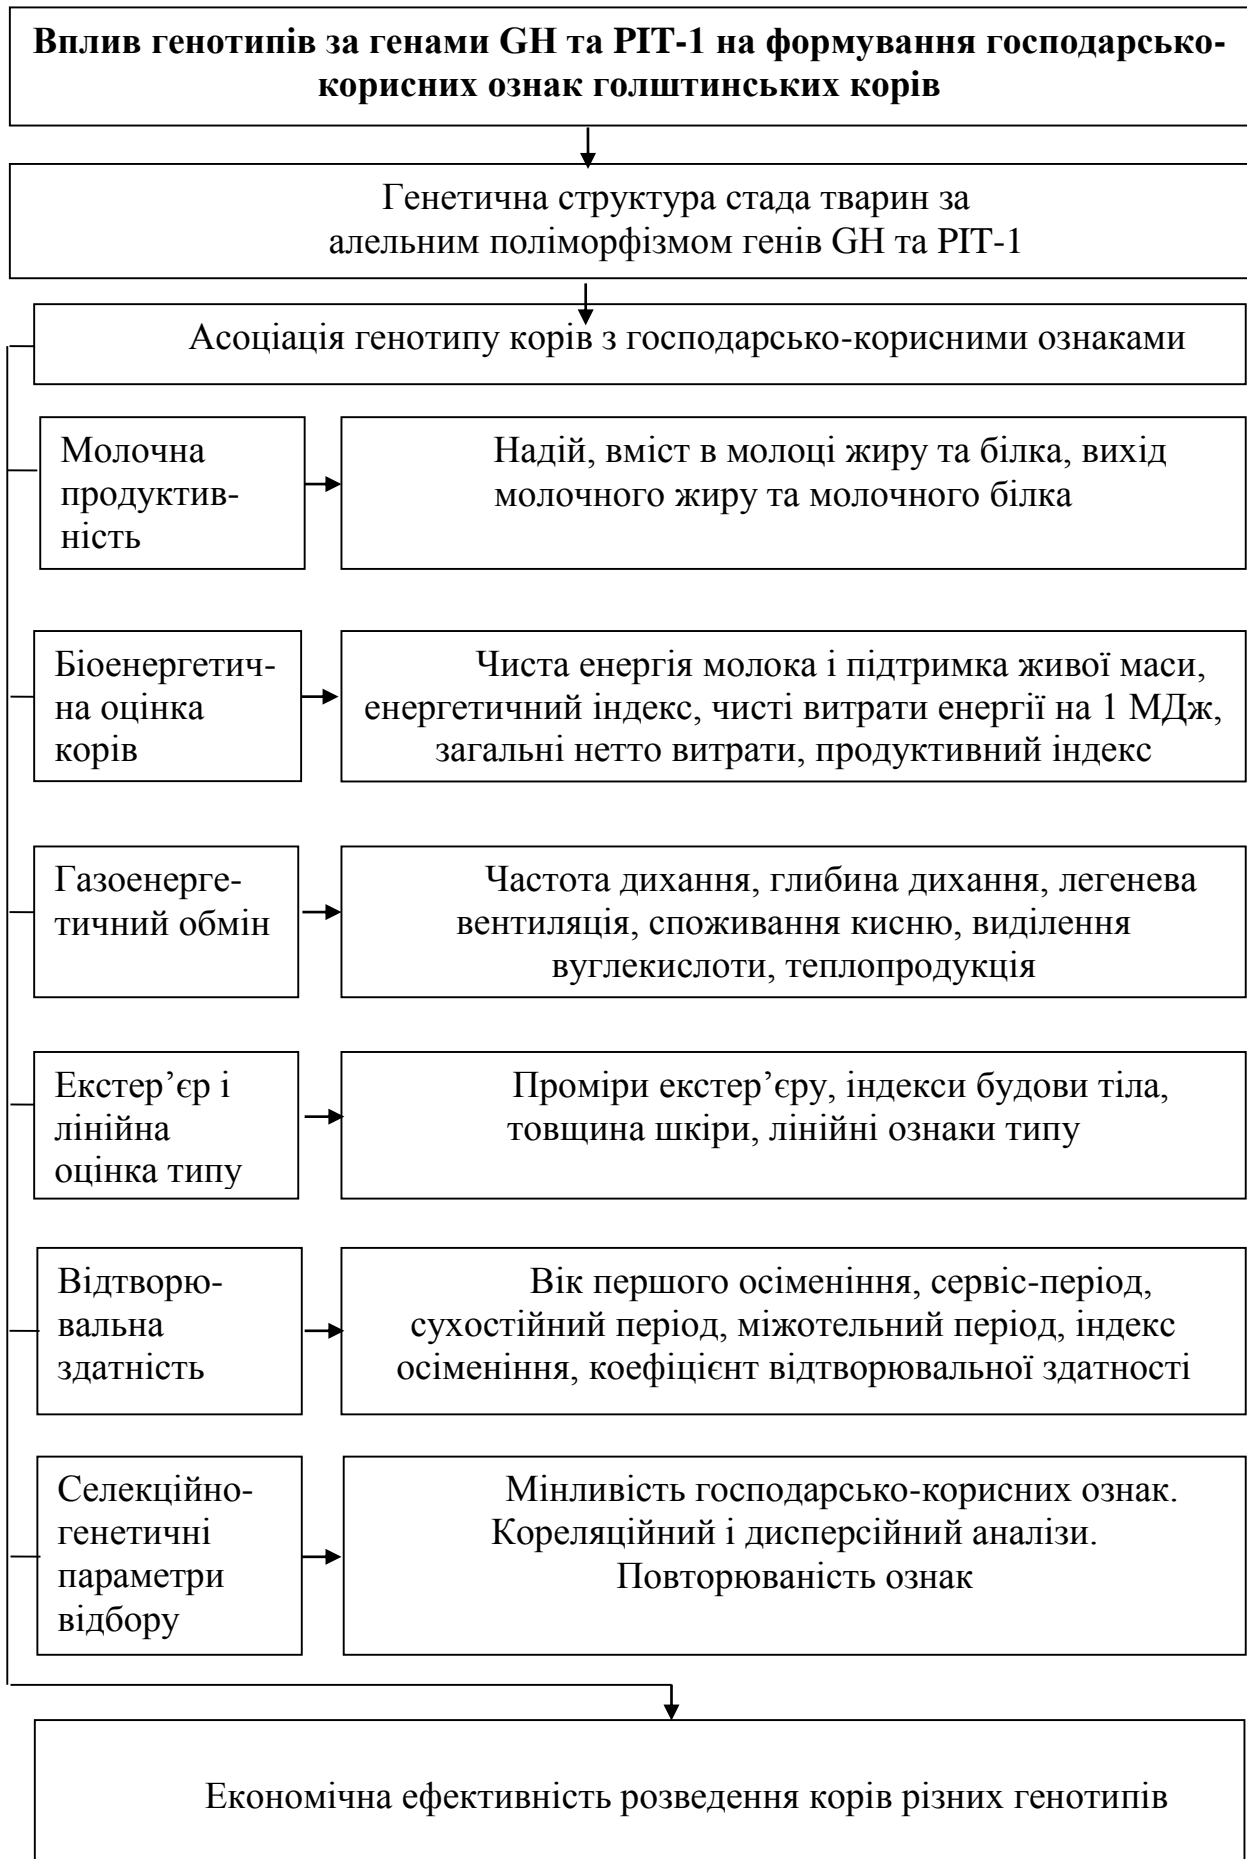 Вплив генотипів за генами GH та PIT-1 на формування господарсько-
корисних ознак голштинських корів
Генетична структура стада тварин за
алельним поліморфізмом генів GH та PIT-1
Асоціація генотипу корів з господарсько-корисними ознаками
Молочна
продуктив-
ність
Надій, вміст в молоці жиру та білка, вихід
молочного жиру та молочного білка
Біоенергетич-
на оцінка
корів
Чиста енергія молока і підтримка живої маси,
енергетичний індекс, чисті витрати енергії на 1 МДж,
загальні нетто витрати, продуктивний індекс
Газоенерге-
тичний обмін
Частота дихання, глибина дихання, легенева
вентиляція, споживання кисню, виділення
вуглекислоти, теплопродукція
Екстер’єр і
лінійна
оцінка типу
Проміри екстер’єру, індекси будови тіла,
товщина шкіри, лінійні ознаки типу
Відтворю-
вальна
здатність
Вік першого осіменіння, сервіс-період,
сухостійний період, міжотельний період, індекс
осіменіння, коефіцієнт відтворювальної здатності
Селекційно-
генетичні
параметри
відбору
Мінливість господарсько-корисних ознак.
Кореляційний і дисперсійний аналізи.
Повторюваність ознак
Економічна ефективність розведення корів різних генотипів